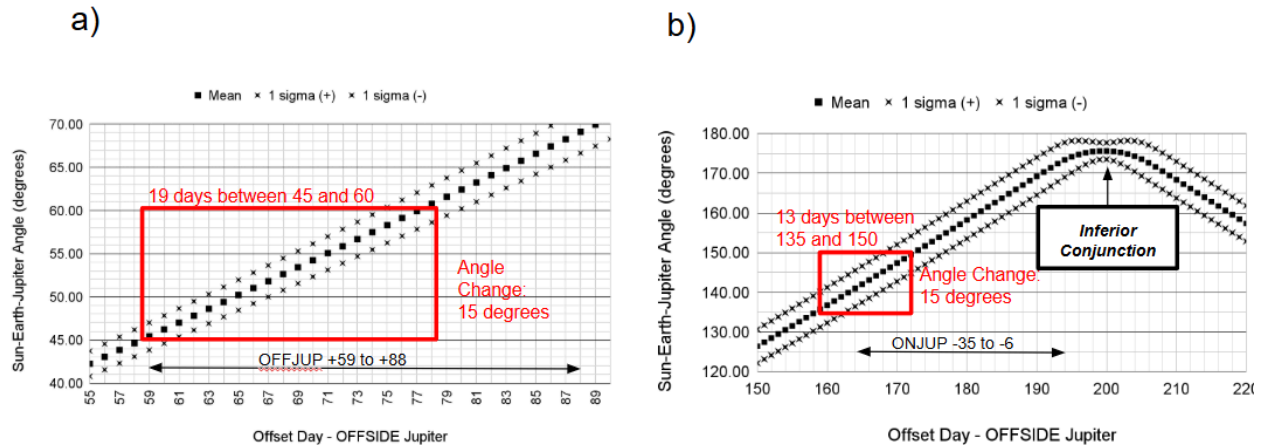 a)
■ Mean × 1 sigma (+) × 1 sigma (-)
Sun-Earth-Jupiter Angle (degrees)
70.00
65.00
60.00
55.00
50.00
45.00
40.00
19 days between 45 and 60
Angle
Change:
15 degrees
OFFJUP +59 to +88
55 57 59 61 63 65 67 69 71 73 75 77 79 81 83 85 87 89
Offset Day - OFFSIDE Jupiter
b)
■ Mean × 1 sigma (+) × 1 sigma (-)
Sun-Earth-Jupiter Angle (degrees)
180.00
170.00
160.00
150.00
140.00
130.00
120.00
13 days between
135 and 150
Angle Change:
15 degrees
Inferior
Conjunction
ONJUP -35 to -6
150 160 170 180 190 200 210 220
Offset Day - OFFSIDE Jupiter